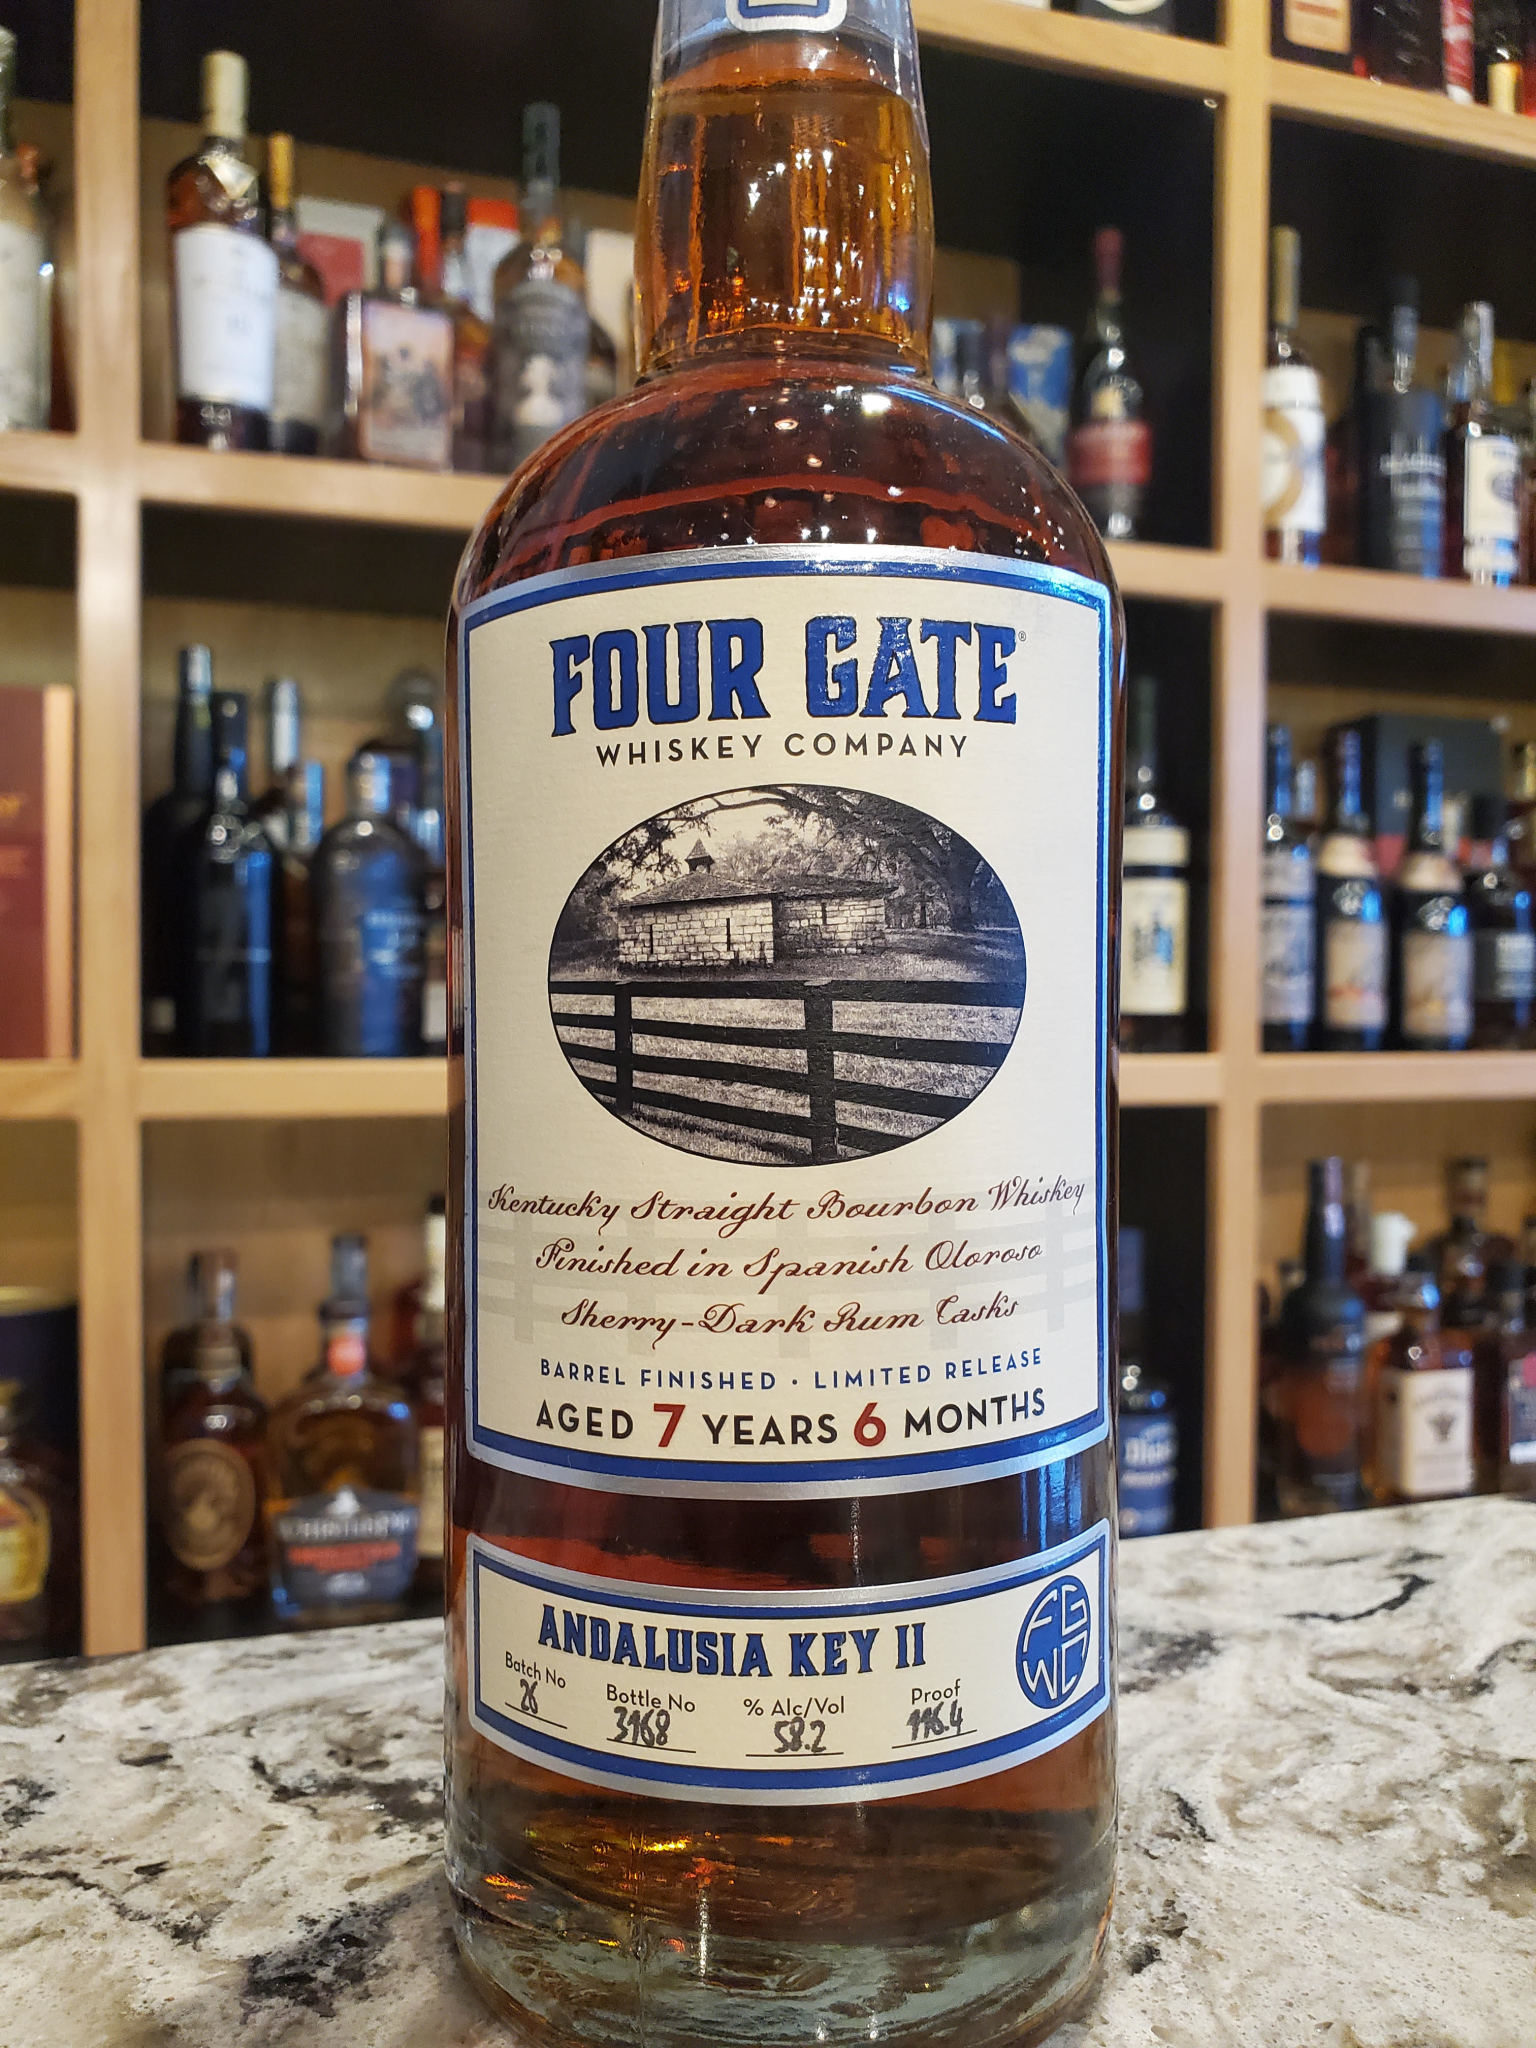 FOUR GATE®
WHISKEY COMPANY
Kentucky Straight Bourbon Whiskey
Finished in Spanish Oloroso
Sherry-Dark Rum Casks
BARREL FINISHED · LIMITED RELEASE
AGED 7 YEARS 6 MONTHS
ANDALUSIA KEY II
FGWC
Batch No Bottle No % Alc/Vol Proof
26 3168 58.2 116.4